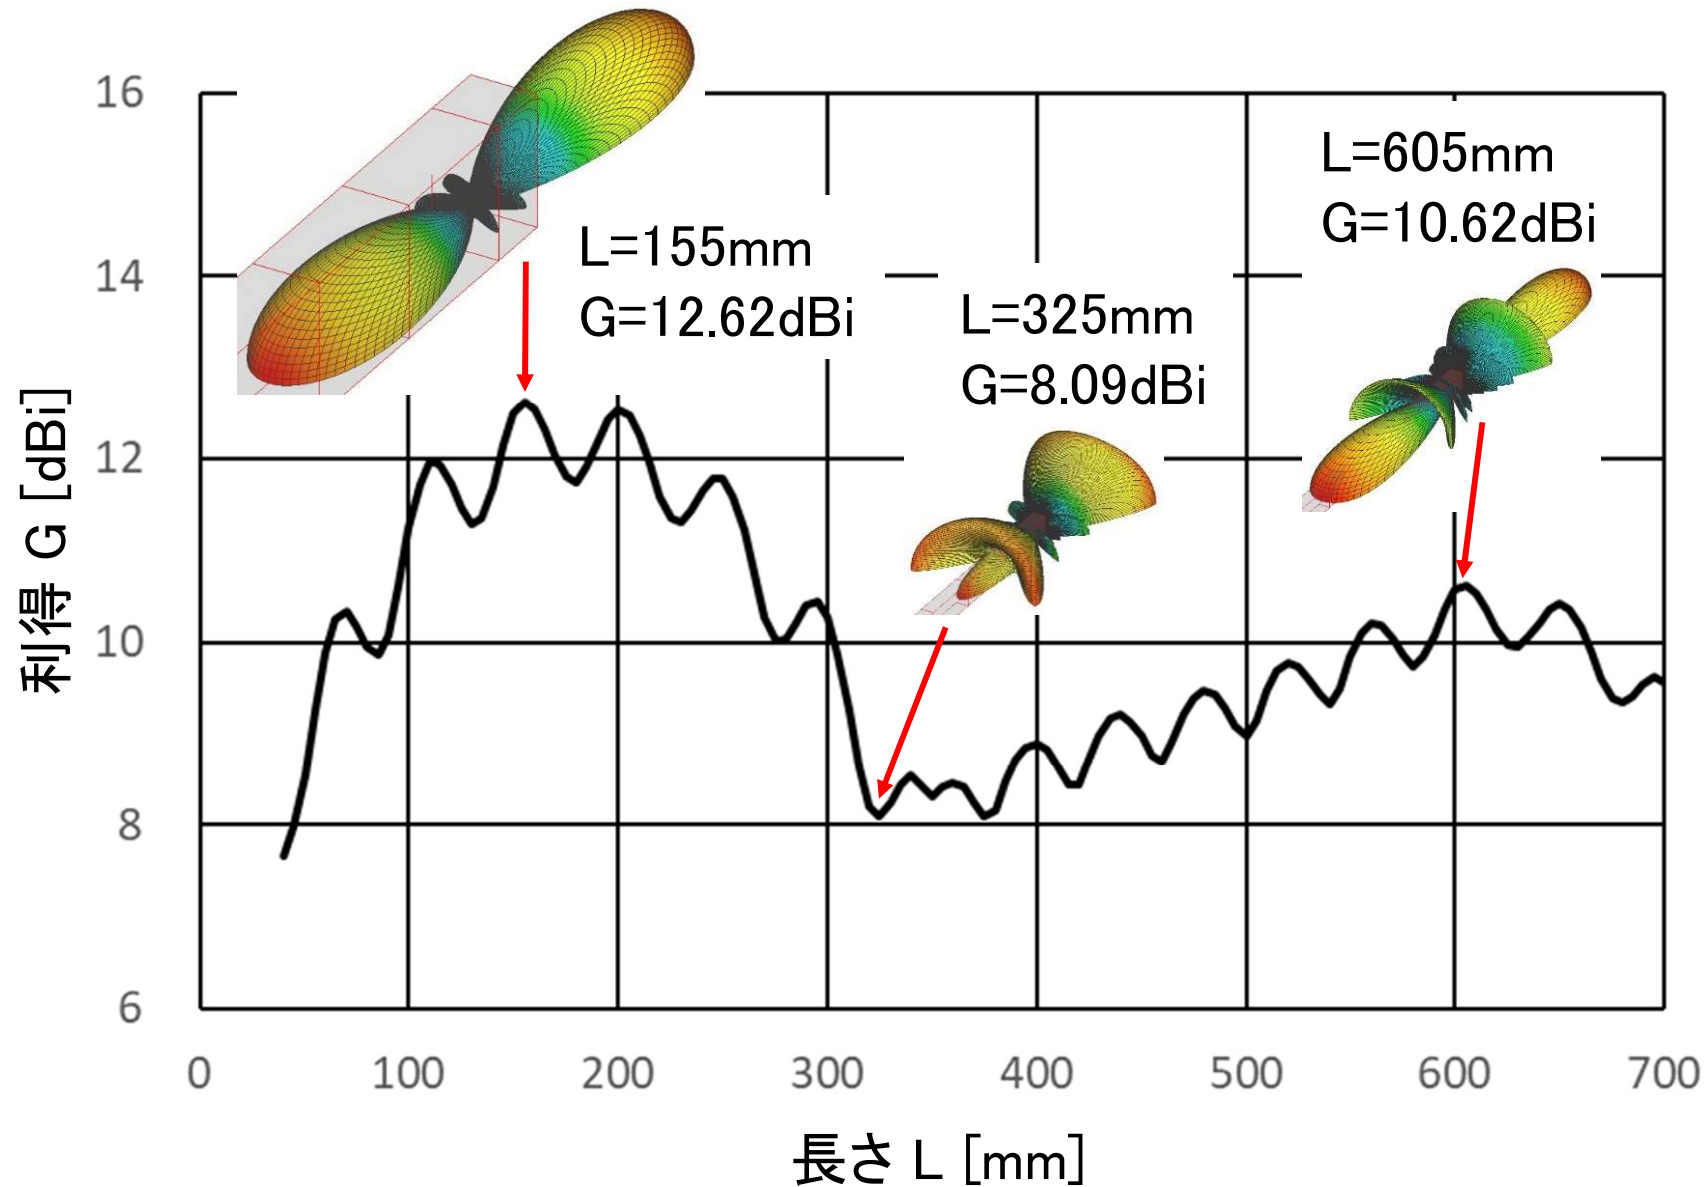 16
14
12
10
8
6
利得 G [dBi]
L=155mm
G=12.62dBi
L=325mm
G=8.09dBi
L=605mm
G=10.62dBi
0 100 200 300 400 500 600 700
長さ L [mm]